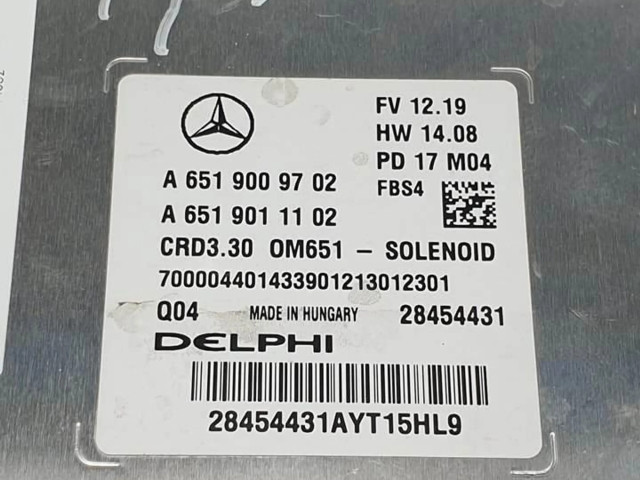 FV 12.19
HW 14.08
PD 17 M04
FBS4
A 651 900 97 02
A 651 901 11 02
CRD3.30 OM651 – SOLENOID
700004401433901213012301
Q04 MADE IN HUNGARY 28454431
DELPHI
28454431AYT15HL9